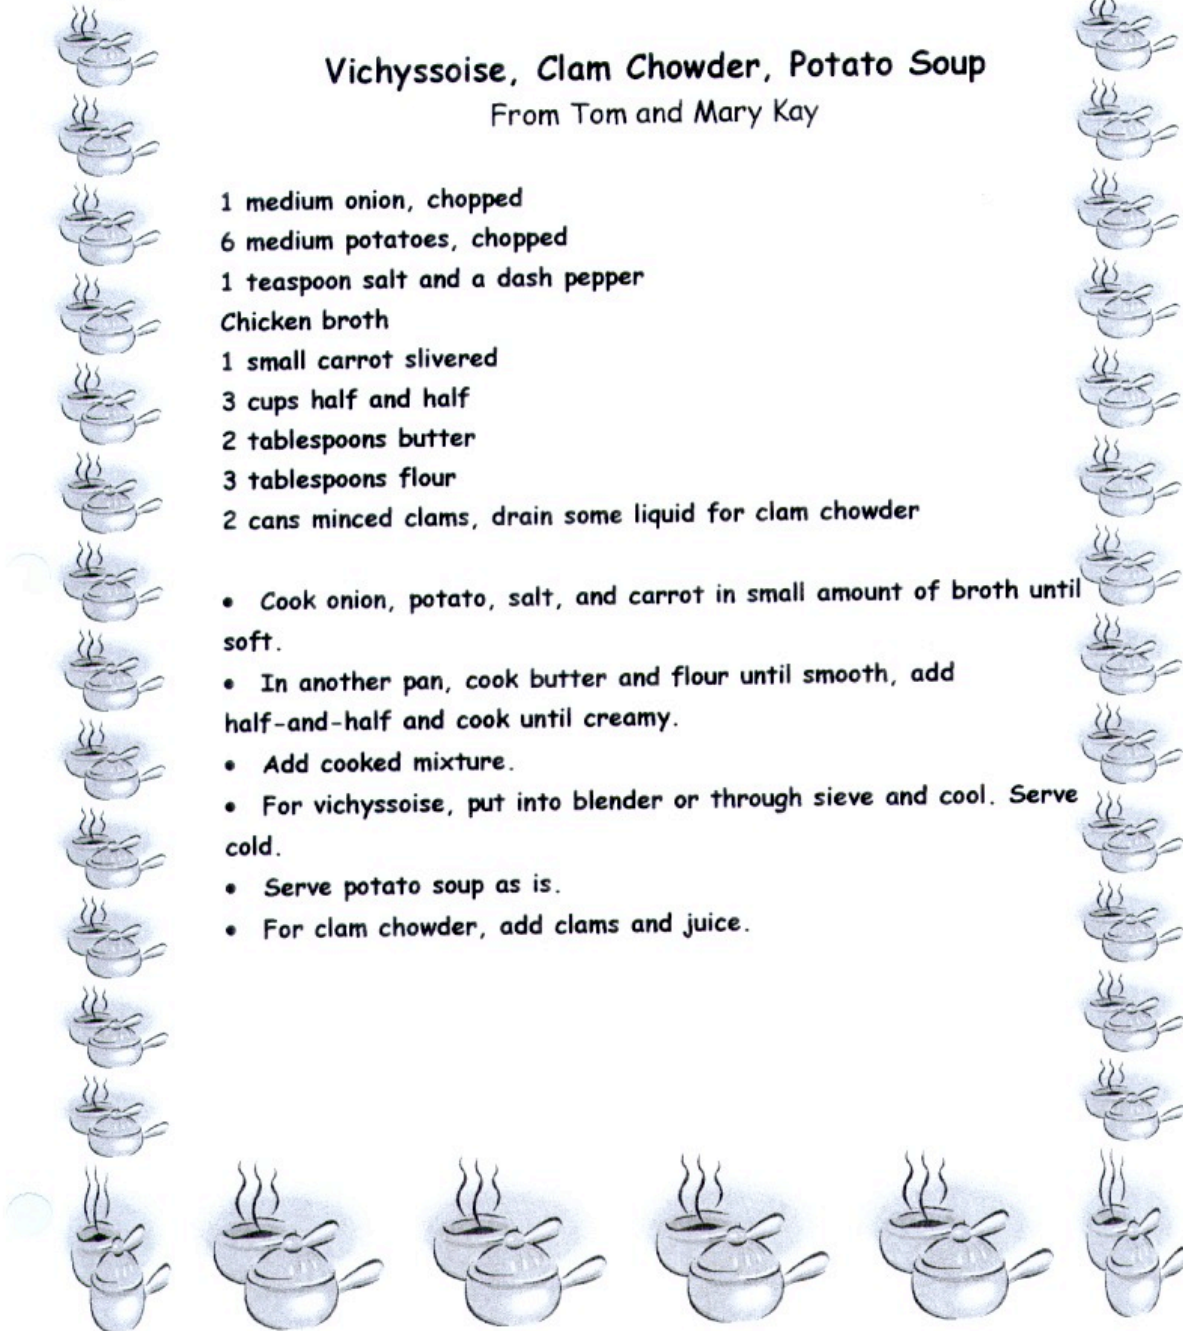 Vichyssoise, Clam Chowder, Potato Soup
From Tom and Mary Kay
1 medium onion, chopped
6 medium potatoes, chopped
1 teaspoon salt and a dash pepper
Chicken broth
1 small carrot slivered
3 cups half and half
2 tablespoons butter
3 tablespoons flour
2 cans minced clams, drain some liquid for clam chowder
• Cook onion, potato, salt, and carrot in small amount of broth until
soft.
• In another pan, cook butter and flour until smooth, add
half-and-half and cook until creamy.
• Add cooked mixture.
• For vichyssoise, put into blender or through sieve and cool. Serve
cold.
• Serve potato soup as is.
• For clam chowder, add clams and juice.